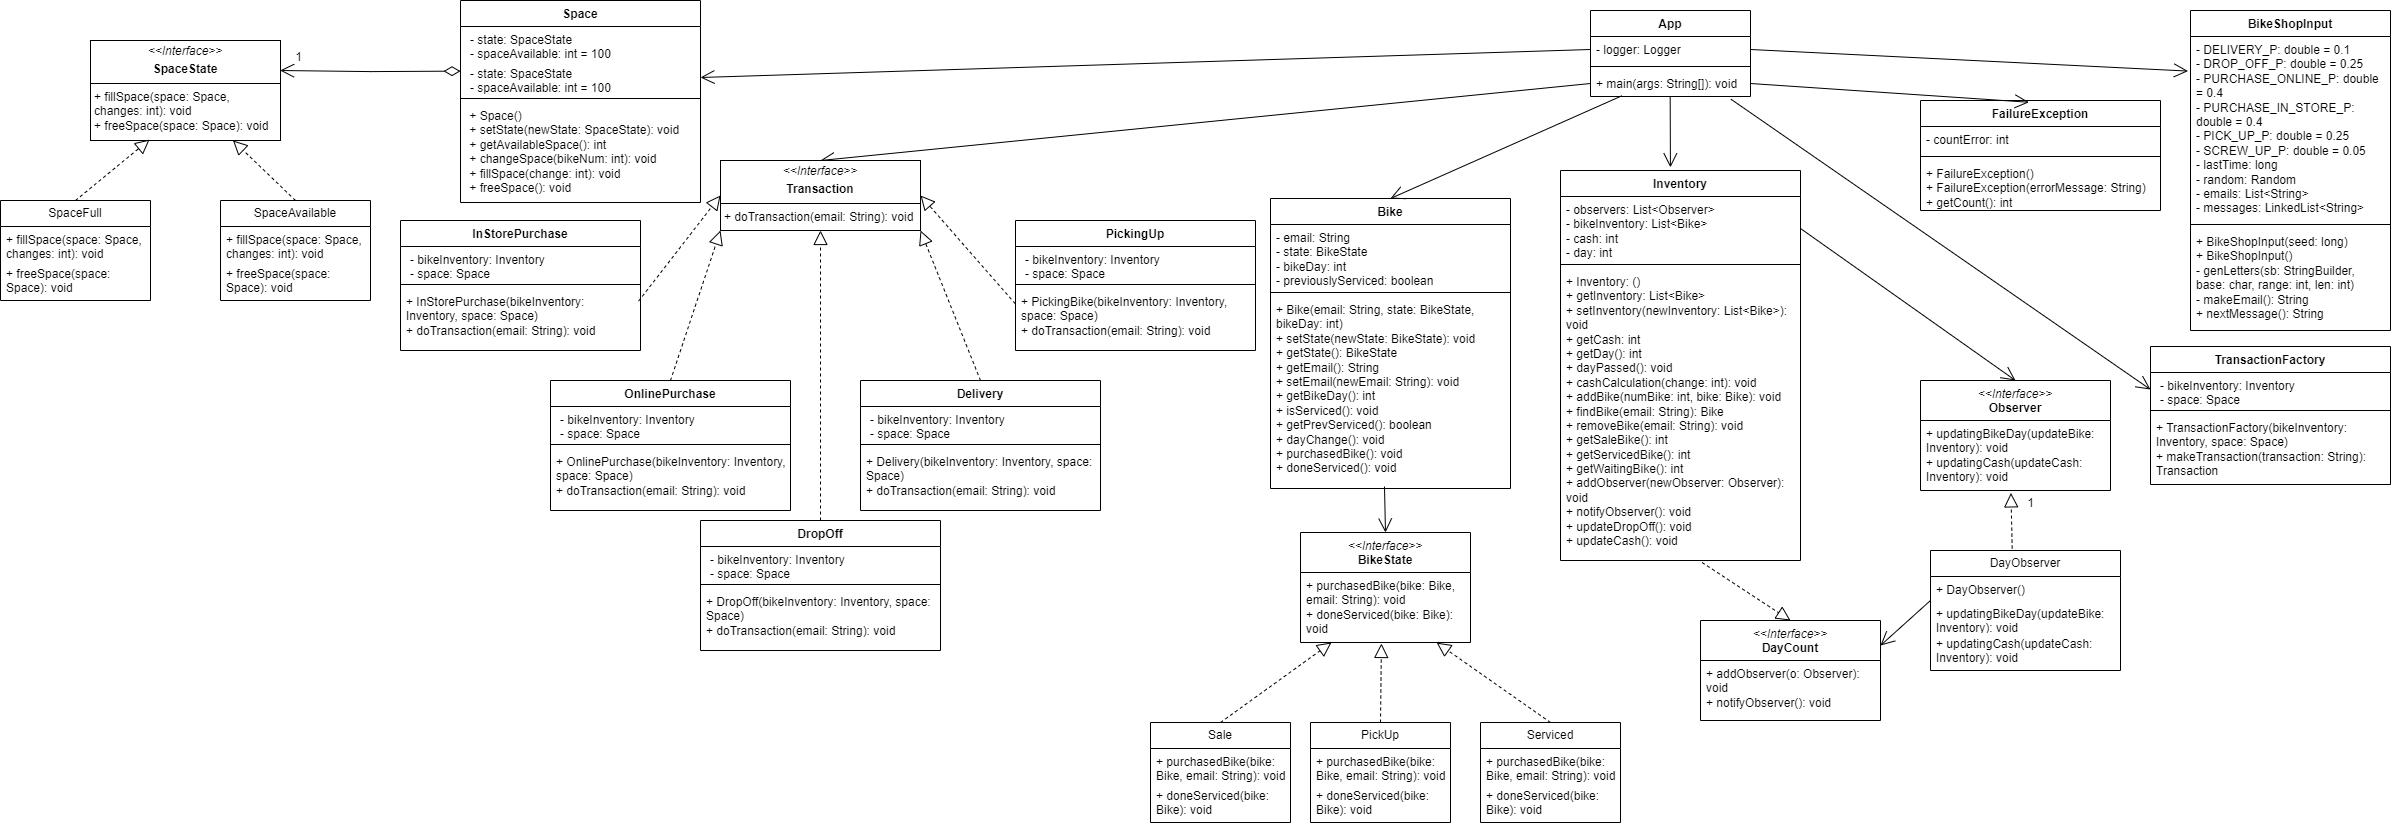 Space
- state: SpaceState
- spaceAvailable: int = 100
- state: SpaceState
- spaceAvailable: int = 100
+ Space()
+ setState(newState: SpaceState): void
+ getAvailableSpace(): int
+ changeSpace(bikeNum: int): void
+ fillSpace(change: int): void
+ freeSpace(): void
<<Interface>>
SpaceState
+ fillSpace(space: Space,
changes: int): void
+ freeSpace(space: Space): void
1
SpaceFull
+ fillSpace(space: Space,
changes: int): void
+ freeSpace(space:
Space): void
SpaceAvailable
+ fillSpace(space: Space,
changes: int): void
+ freeSpace(space:
Space): void
<<Interface>>
Transaction
+ doTransaction(email: String): void
InStorePurchase
- bikeInventory: Inventory
- space: Space
+ InStorePurchase(bikeInventory:
Inventory, space: Space)
+ doTransaction(email: String): void
PickingUp
- bikeInventory: Inventory
- space: Space
+ PickingBike(bikeInventory: Inventory,
space: Space)
+ doTransaction(email: String): void
OnlinePurchase
- bikeInventory: Inventory
- space: Space
+ OnlinePurchase(bikeInventory: Inventory,
space: Space)
+ doTransaction(email: String): void
Delivery
- bikeInventory: Inventory
- space: Space
+ Delivery(bikeInventory: Inventory, space:
Space)
+ doTransaction(email: String): void
DropOff
- bikeInventory: Inventory
- space: Space
+ DropOff(bikeInventory: Inventory, space:
Space)
+ doTransaction(email: String): void
App
- logger: Logger
+ main(args: String[]): void
Bike
- email: String
- state: BikeState
- bikeDay: int
- previouslyServiced: boolean
+ Bike(email: String, state: BikeState,
bikeDay: int)
+ setState(newState: BikeState): void
+ getState(): BikeState
+ getEmail(): String
+ setEmail(newEmail: String): void
+ getBikeDay(): int
+ isServiced(): void
+ getPrevServiced(): boolean
+ dayChange(): void
+ purchasedBike(): void
+ doneServiced(): void
<<Interface>>
BikeState
+ purchasedBike(bike: Bike,
email: String): void
+ doneServiced(bike: Bike):
void
Sale
+ purchasedBike(bike:
Bike, email: String): void
+ doneServiced(bike:
Bike): void
PickUp
+ purchasedBike(bike:
Bike, email: String): void
+ doneServiced(bike:
Bike): void
Serviced
+ purchasedBike(bike:
Bike, email: String): void
+ doneServiced(bike:
Bike): void
Inventory
- observers: List<Observer>
- bikeInventory: List<Bike>
- cash: int
- day: int
+ Inventory: ()
+ getInventory: List<Bike>
+ setInventory(newInventory: List<Bike>):
void
+ getCash: int
+ getDay(): int
+ dayPassed(): void
+ cashCalculation(change: int): void
+ addBike(numBike: int, bike: Bike): void
+ findBike(email: String): Bike
+ removeBike(email: String): void
+ getSaleBike(): int
+ getServicedBike(): int
+ getWaitingBike(): int
+ addObserver(newObserver: Observer):
void
+ notifyObserver(): void
+ updateDropOff(): void
+ updateCash(): void
<<Interface>>
DayCount
+ addObserver(o: Observer):
void
+ notifyObserver(): void
FailureException
- countError: int
+ FailureException()
+ FailureException(errorMessage: String)
+ getCount(): int
<<Interface>>
Observer
+ updatingBikeDay(updateBike:
Inventory): void
+ updatingCash(updateCash:
Inventory): void
1
DayObserver
+ DayObserver()
+ updatingBikeDay(updateBike:
Inventory): void
+ updatingCash(updateCash:
Inventory): void
BikeShopInput
- DELIVERY_P: double = 0.1
- DROP_OFF_P: double = 0.25
- PURCHASE_ONLINE_P: double
= 0.4
- PURCHASE_IN_STORE_P:
double = 0.4
- PICK_UP_P: double = 0.25
- SCREW_UP_P: double = 0.05
- lastTime: long
- random: Random
- emails: List<String>
- messages: LinkedList<String>
+ BikeShopInput(seed: long)
+ BikeShopInput()
- genLetters(sb: StringBuilder,
base: char, range: int, len: int)
- makeEmail(): String
+ nextMessage(): String
TransactionFactory
- bikeInventory: Inventory
- space: Space
+ TransactionFactory(bikeInventory:
Inventory, space: Space)
+ makeTransaction(transaction: String):
Transaction